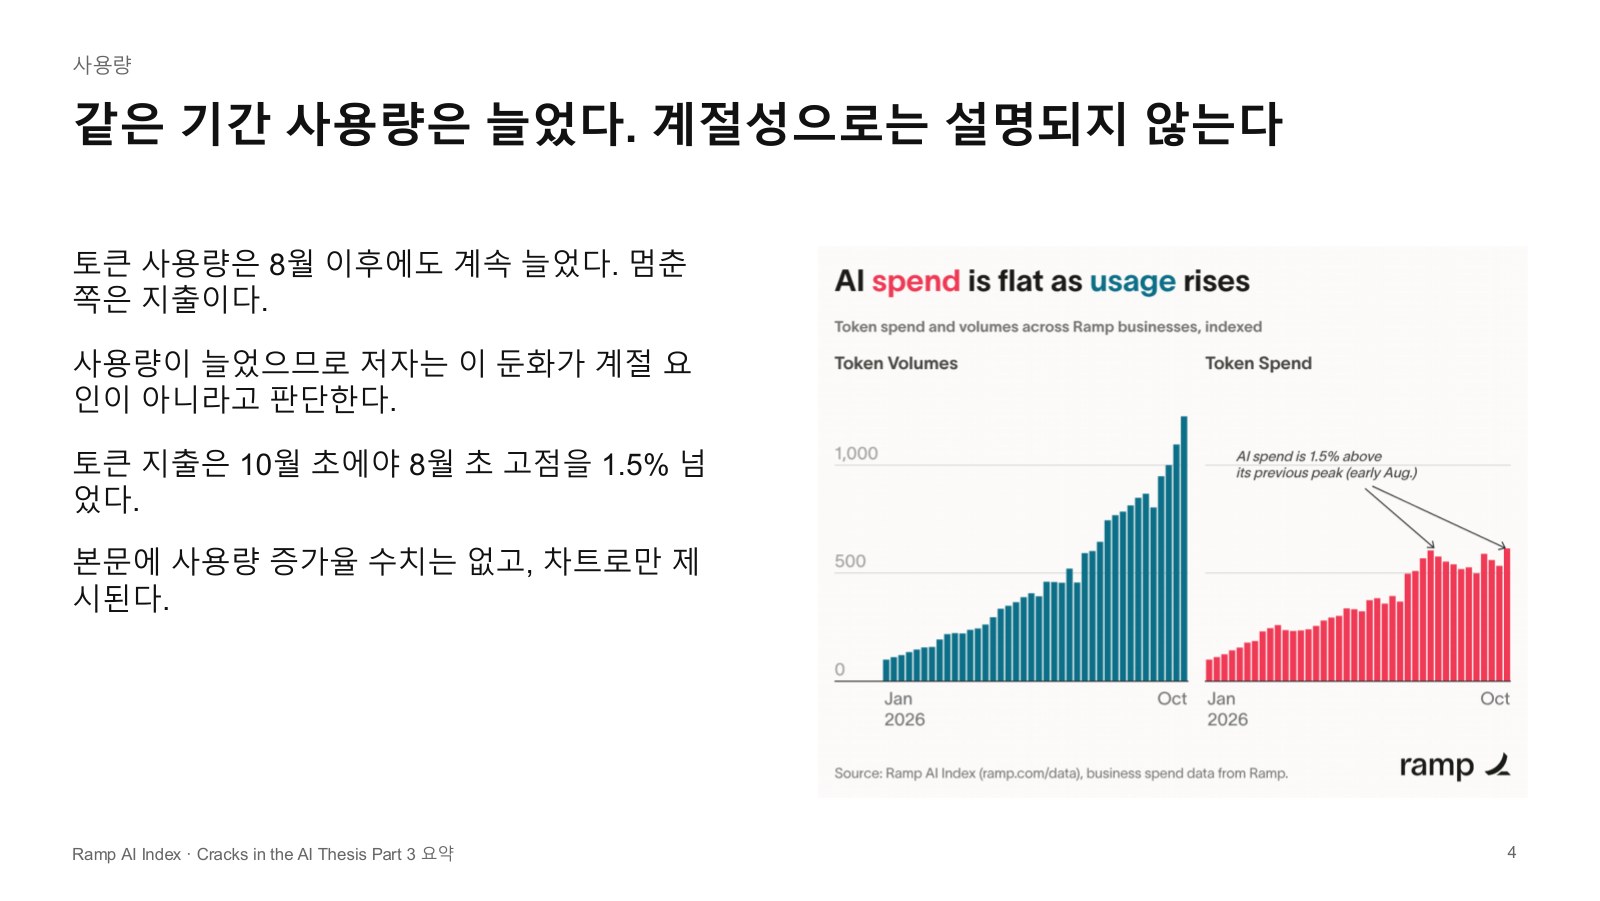 사용량
같은 기간 사용량은 늘었다. 계절성으로는 설명되지 않는다
토큰 사용량은 8월 이후에도 계속 늘었다. 멈춘
쪽은 지출이다.
사용량이 늘었으므로 저자는 이 둔화가 계절 요
인이 아니라고 판단한다.
토큰 지출은 10월 초에야 8월 초 고점을 1.5% 넘
었다.
본문에 사용량 증가율 수치는 없고, 차트로만 제
시된다.
AI spend is flat as usage rises
Token spend and volumes across Ramp businesses, indexed
Token Volumes
1,000
500
0
Jan
2026
Oct
Token Spend
AI spend is 1.5% above
its previous peak (early Aug.)
Jan
2026
Oct
Source: Ramp AI Index (ramp.com/data), business spend data from Ramp.
ramp
Ramp AI Index · Cracks in the AI Thesis Part 3 요약
4